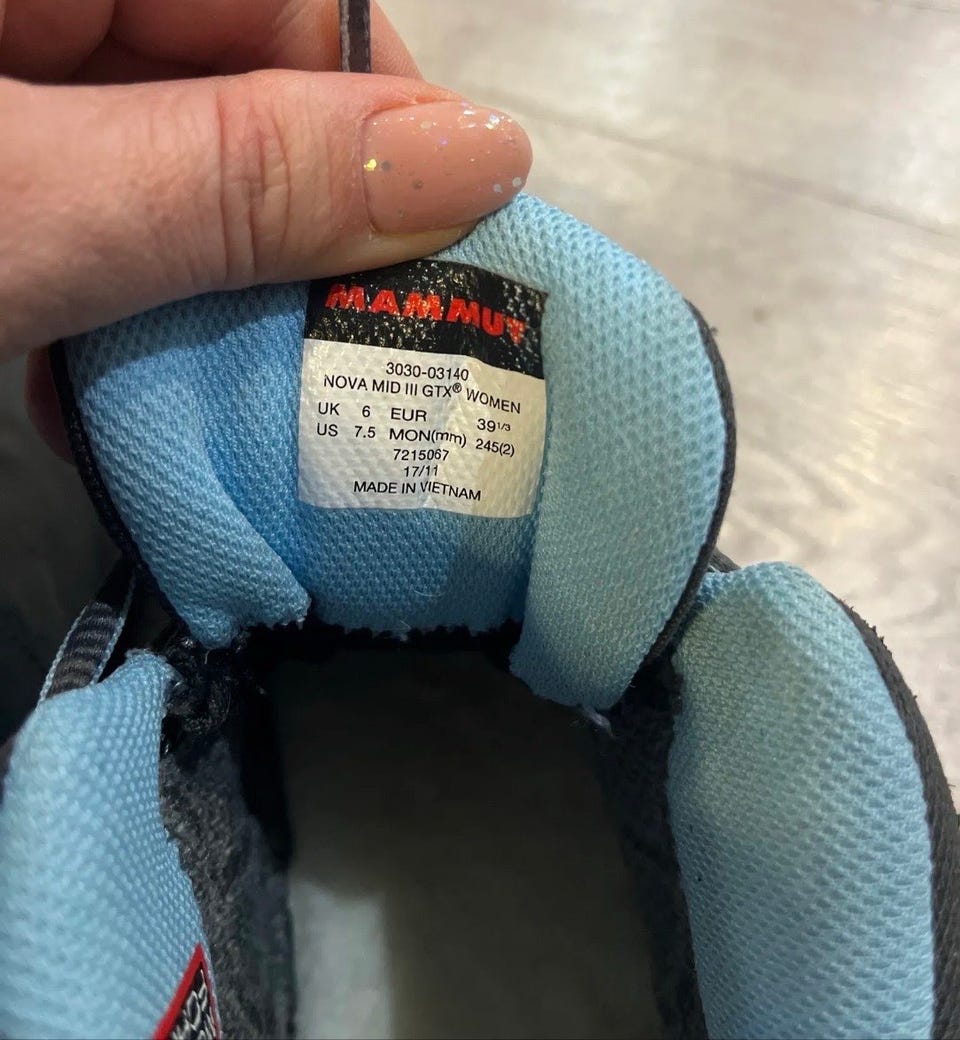 MAMMUT
3030-03140
NOVA MID III GTX® WOMEN
UK 6 EUR 39 1/3
US 7.5 MON(mm) 245(2)
7215067
17/11
MADE IN VIETNAM